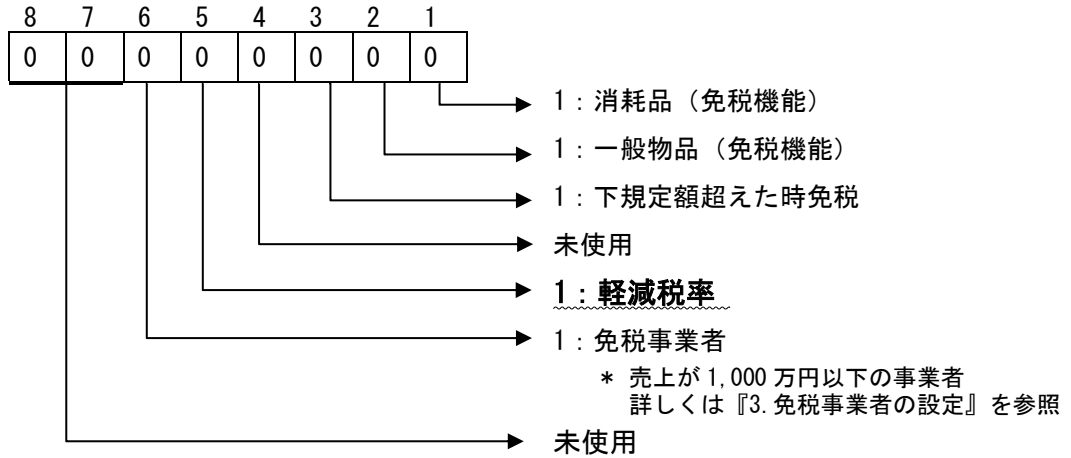 8 7 6 5 4 3 2 1
0 0 0 0 0 0 0 0
1：消耗品（免税機能）
1：一般物品（免税機能）
1：下規定額超えた時免税
未使用
1：軽減税率
1：免税事業者
* 売上が1,000万円以下の事業者
詳しくは『3.免税事業者の設定』を参照
未使用